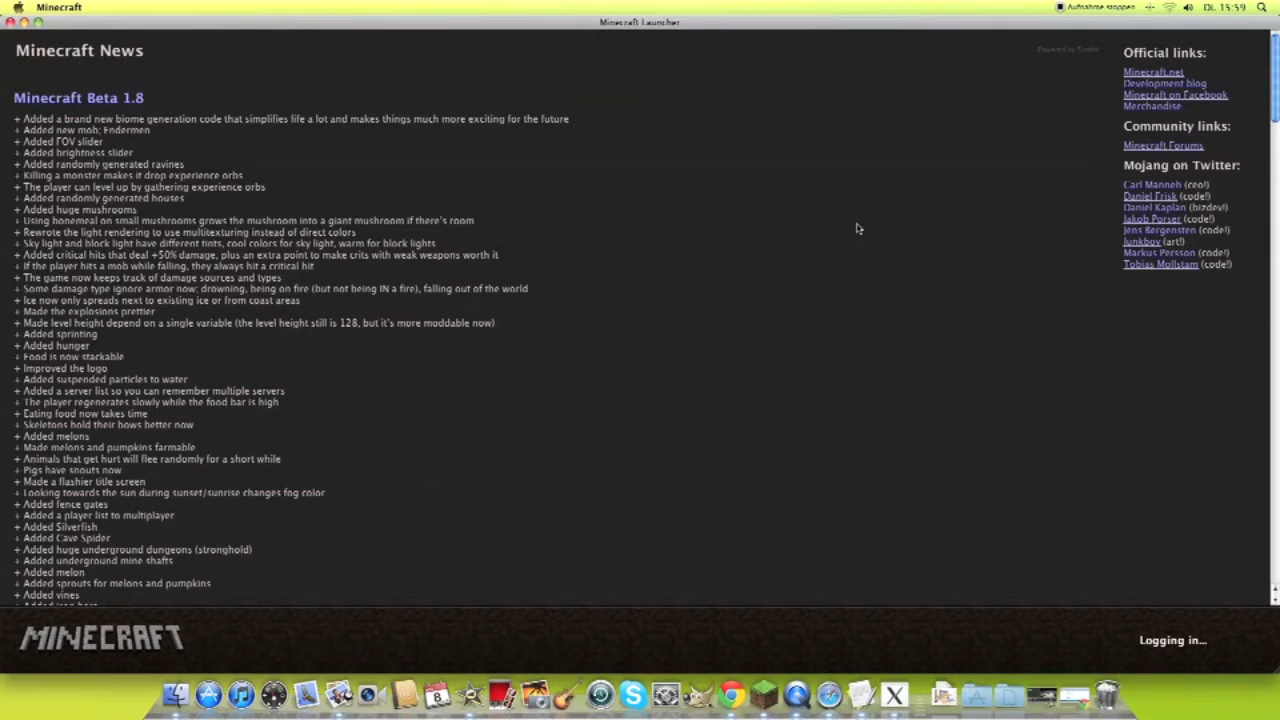 Minecraft
Aufnahme stoppen
Di. 15:59
Minecraft Launcher
Minecraft News
Powered by Tumblr
Minecraft Beta 1.8
+ Added a brand new biome generation code that simplifies life a lot and makes things much more exciting for the future
+ Added new mob; Endermen
+ Added FOV slider
+ Added brightness slider
+ Added randomly generated ravines
+ Killing a monster makes it drop experience orbs
+ The player can level up by gathering experience orbs
+ Added randomly generated houses
+ Added huge mushrooms
+ Using bonemeal on small mushrooms grows the mushroom into a giant mushroom if there's room
+ Rewrote the light rendering to use multitexturing instead of direct colors
+ Sky light and block light have different tints, cool colors for sky light, warm for block lights
+ Added critical hits that deal +50% damage, plus an extra point to make crits with weak weapons worth it
+ If the player hits a mob while falling, they always hit a critical hit
+ The game now keeps track of damage sources and types
+ Some damage type ignore armor now; drowning, being on fire (but not being IN a fire), falling out of the world
+ Ice now only spreads next to existing ice or from coast areas
+ Made the explosions prettier
+ Made level height depend on a single variable (the level height still is 128, but it's more moddable now)
+ Added sprinting
+ Added hunger
+ Food is now stackable
+ Improved the logo
+ Added suspended particles to water
+ Added a server list so you can remember multiple servers
+ The player regenerates slowly while the food bar is high
+ Eating food now takes time
+ Skeletons hold their bows better now
+ Added melons
+ Made melons and pumpkins farmable
+ Animals that get hurt will flee randomly for a short while
+ Pigs have snouts now
+ Made a flashier title screen
+ Looking towards the sun during sunset/sunrise changes fog color
+ Added fence gates
+ Added a player list to multiplayer
+ Added Silverfish
+ Added Cave Spider
+ Added huge underground dungeons (stronghold)
+ Added underground mine shafts
+ Added melon
+ Added sprouts for melons and pumpkins
+ Added vines
Official links:
Minecraft.net
Development blog
Minecraft on Facebook
Merchandise
Community links:
Minecraft Forums
Mojang on Twitter:
Carl Manneh (ceo!)
Daniel Frisk (code!)
Daniel Kaplan (bizdev!)
Jakob Porser (code!)
Jens Bergensten (code!)
Junkboy (art!)
Markus Persson (code!)
Tobias Mollstam (code!)
MINECRAFT
Logging in...
8
X